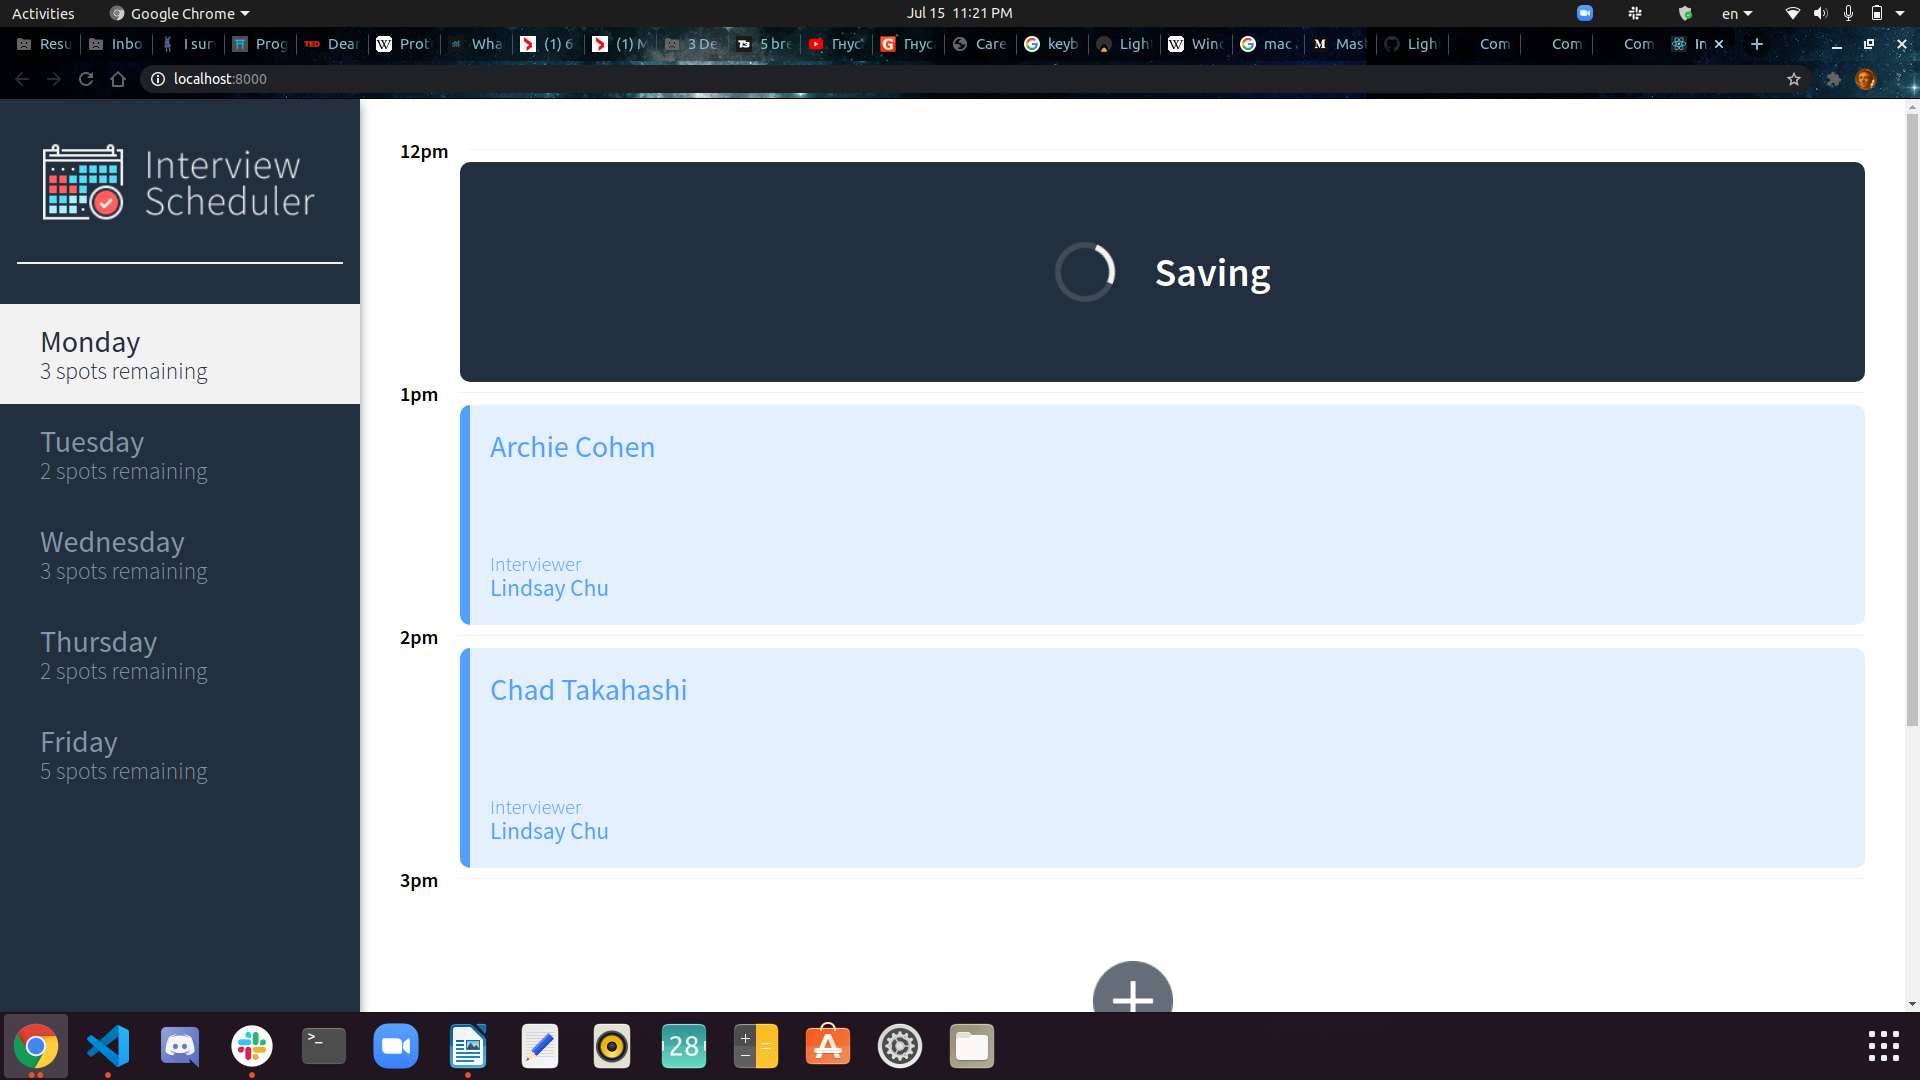 Activities Google Chrome Jul 15 11:21 PM en
Resu Inbo I sur Prog TED Dear W Prot Wha (1) 6 (1) M 3 De T3 5 bre Гнус Гнус Care keyb Ligh W Winc mac M Mast Ligh Com Com Com In
localhost:8000
Interview
Scheduler
Monday
3 spots remaining
Tuesday
2 spots remaining
Wednesday
3 spots remaining
Thursday
2 spots remaining
Friday
5 spots remaining
12pm
Saving
1pm
Archie Cohen
Interviewer
Lindsay Chu
2pm
Chad Takahashi
Interviewer
Lindsay Chu
3pm
28